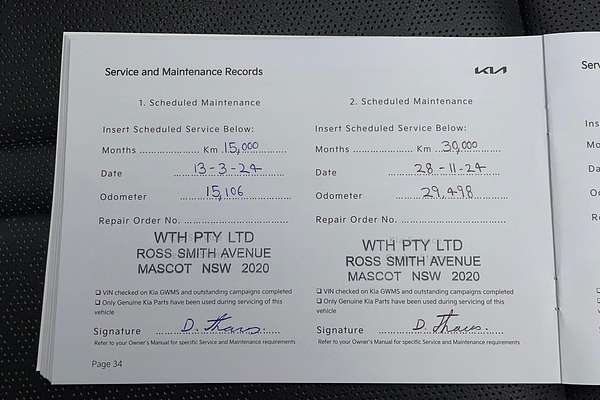 Service and Maintenance Records
KIA
1. Scheduled Maintenance
Insert Scheduled Service Below:
Months .............. Km 15,000
Date 13-3-24
Odometer 15,106
Repair Order No. ..............................
WTH PTY LTD
ROSS SMITH AVENUE
MASCOT NSW 2020
❑ VIN checked on Kia GWMS and outstanding campaigns completed
❑ Only Genuine Kia Parts have been used during servicing of this
vehicle
Signature
Refer to your Owner's Manual for specific Service and Maintenance requirements
Page 34
2. Scheduled Maintenance
Insert Scheduled Service Below:
Months .............. Km 30,000
Date 28-11-24
Odometer 29,498
Repair Order No. ..............................
WTH PTY LTD
ROSS SMITH AVENUE
MASCOT NSW 2020
❑ VIN checked on Kia GWMS and outstanding campaigns completed
❑ Only Genuine Kia Parts have been used during servicing of this
vehicle
Signature
Refer to your Owner's Manual for specific Service and Maintenance requirements